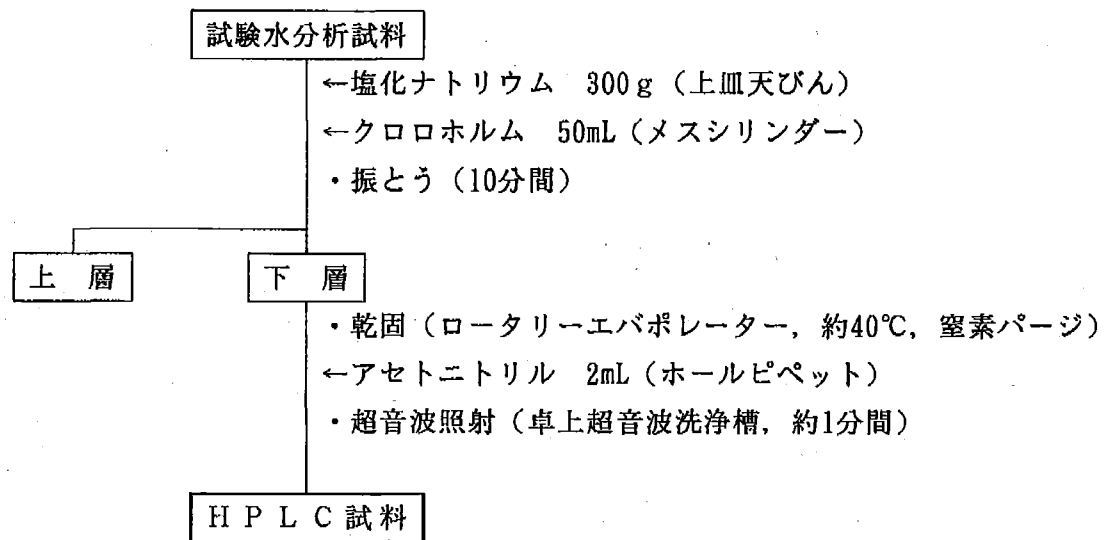 試験水分析試料
←塩化ナトリウム 300g(上皿天びん)
←クロロホルム 50mL(メスシリンダー)
・振とう(10分間)
上 層
下 層
・乾固(ロータリーエバポレーター, 約40℃, 窒素パージ)
←アセトニトリル 2mL(ホールピペット)
・超音波照射(卓上超音波洗浄槽, 約1分間)
HPLC試料